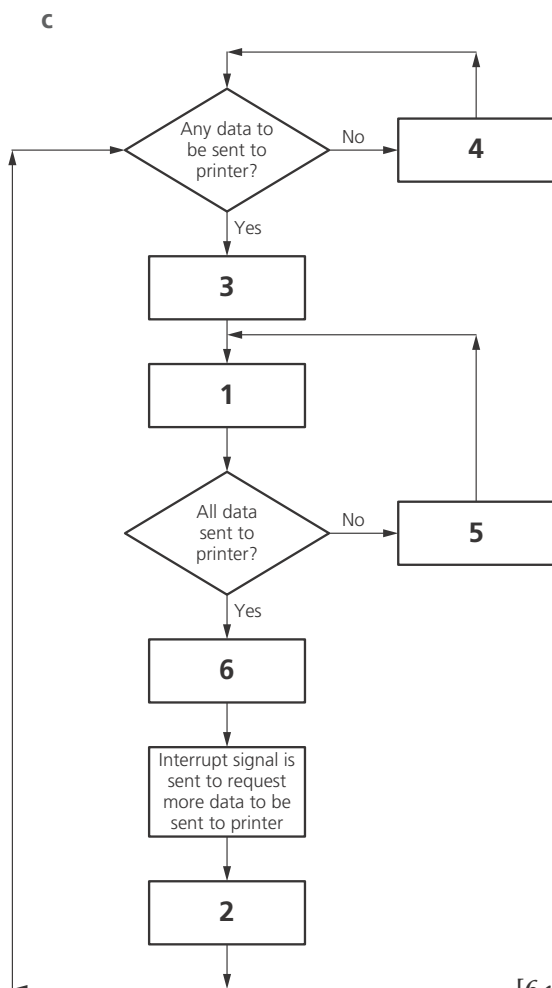 c
Any data to
be sent to
printer?
No
4
Yes
3
1
All data
sent to
printer?
No
5
Yes
6
Interrupt signal is
sent to request
more data to be
sent to printer
2